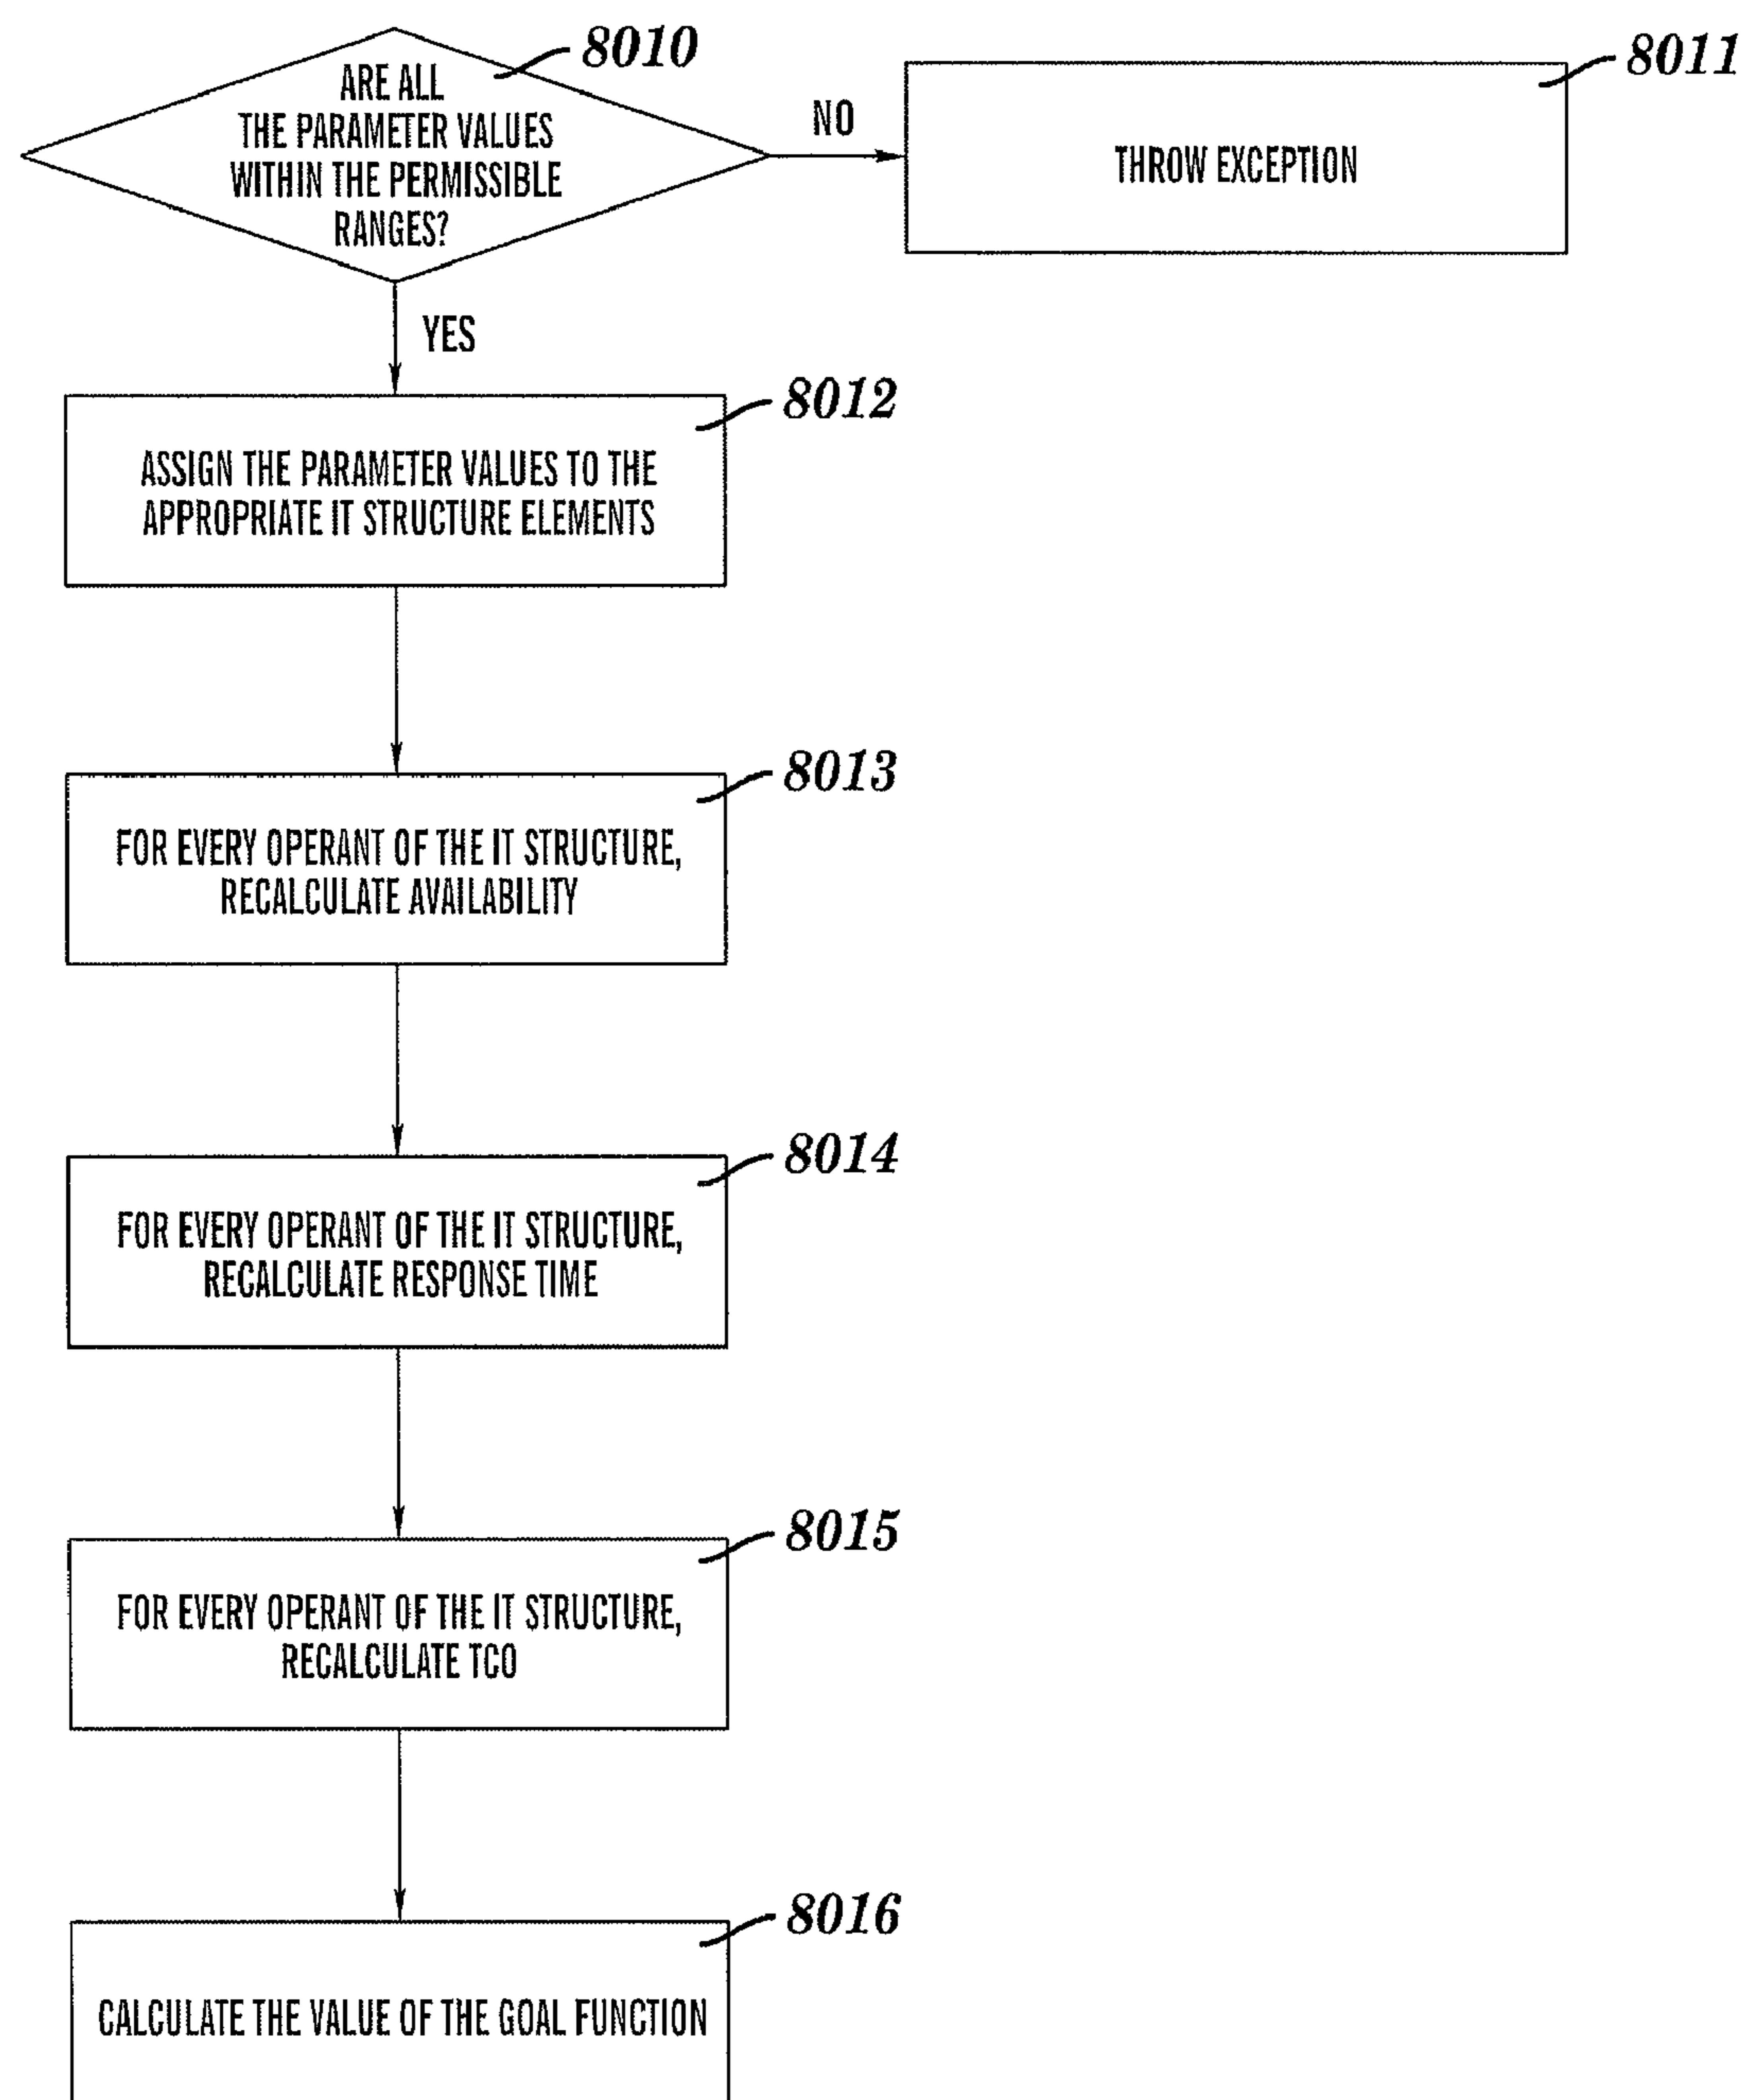 8010
ARE ALL
THE PARAMETER VALUES
WITHIN THE PERMISSIBLE
RANGES?
NO
8011
THROW EXCEPTION
YES
8012
ASSIGN THE PARAMETER VALUES TO THE
APPROPRIATE IT STRUCTURE ELEMENTS
8013
FOR EVERY OPERANT OF THE IT STRUCTURE,
RECALCULATE AVAILABILITY
8014
FOR EVERY OPERANT OF THE IT STRUCTURE,
RECALCULATE RESPONSE TIME
8015
FOR EVERY OPERANT OF THE IT STRUCTURE,
RECALCULATE TCO
8016
CALCULATE THE VALUE OF THE GOAL FUNCTION